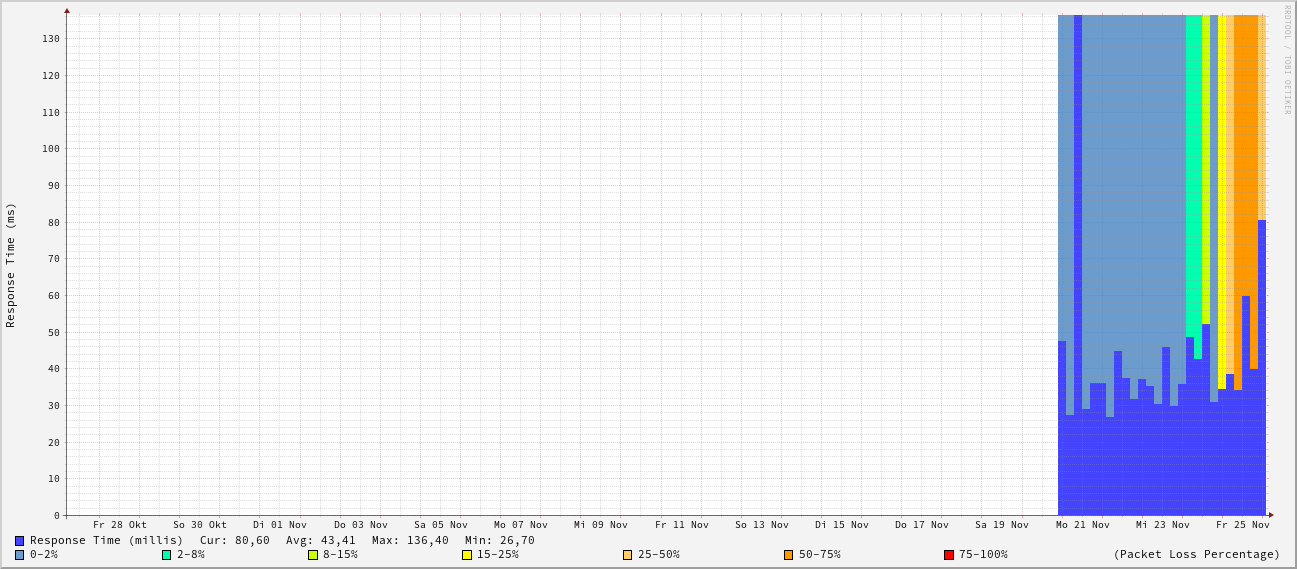 RRDTOOL / TOBI OETIKER
Response Time (ms)
130
120
110
100
90
80
70
60
50
40
30
20
10
0
Fr 28 Okt So 30 Okt Di 01 Nov Do 03 Nov Sa 05 Nov Mo 07 Nov Mi 09 Nov Fr 11 Nov So 13 Nov Di 15 Nov Do 17 Nov Sa 19 Nov Mo 21 Nov Mi 23 Nov Fr 25 Nov
Response Time (millis) Cur: 80,60 Avg: 43,41 Max: 136,40 Min: 26,70
0-2% 2-8% 8-15% 15-25% 25-50% 50-75% 75-100% (Packet Loss Percentage)